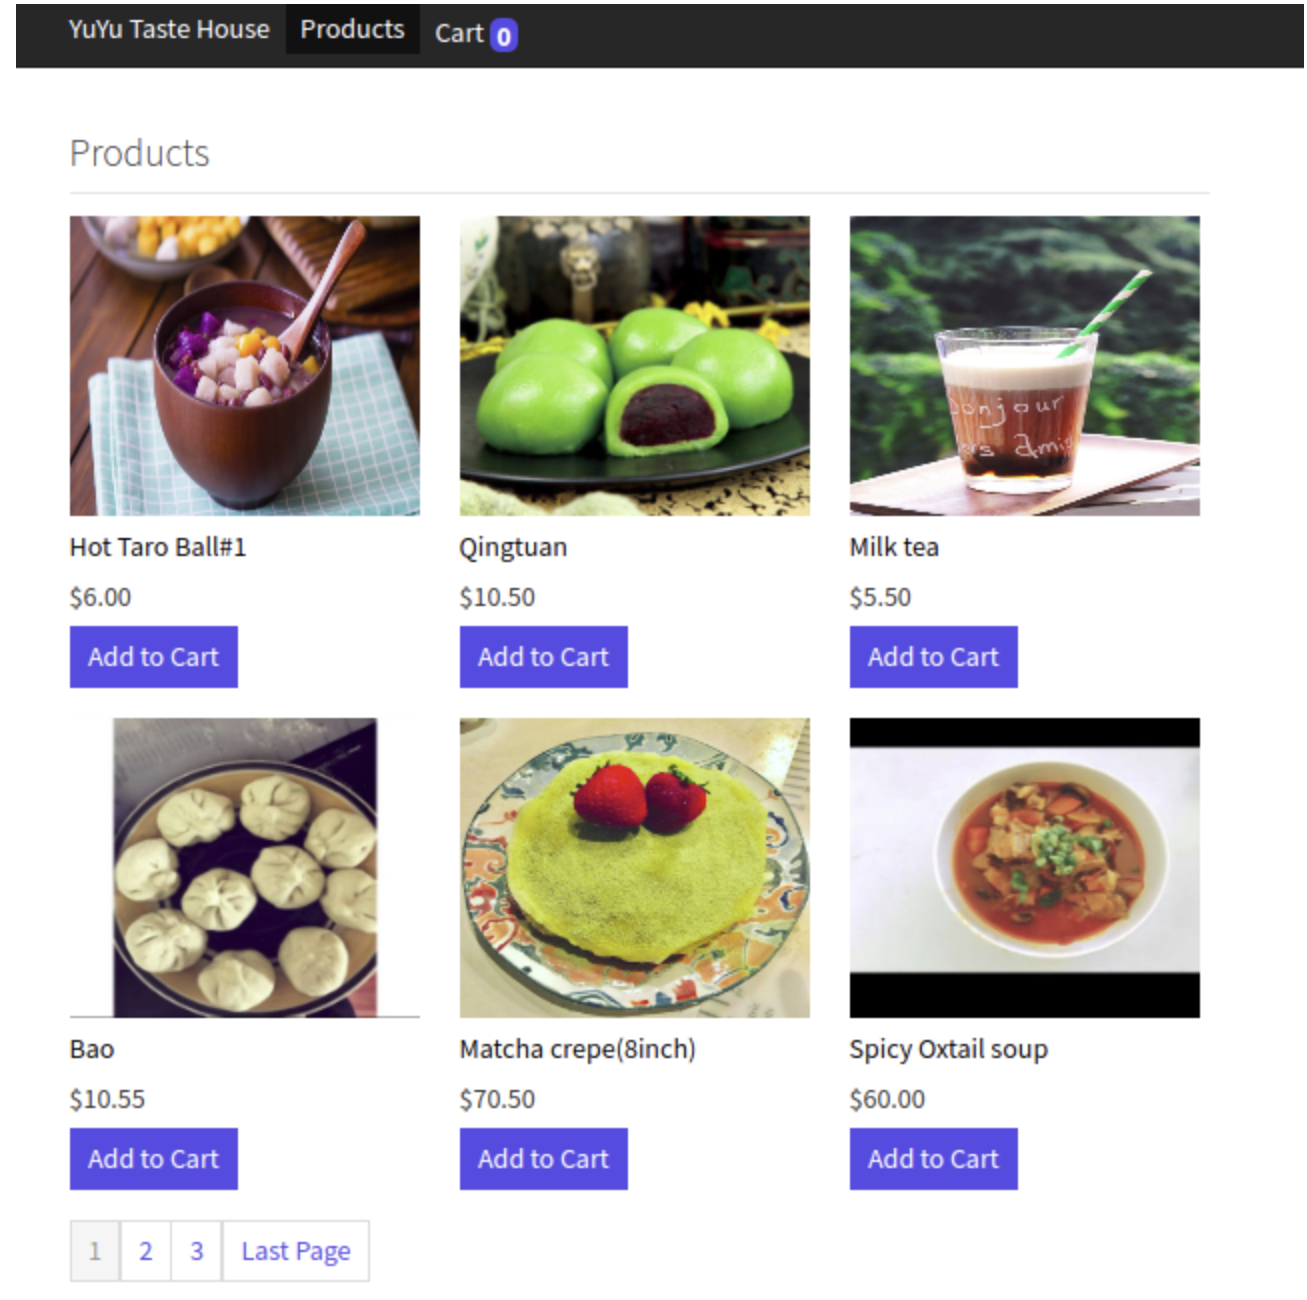 YuYu Taste House Products Cart 0
Products
Bonjour
Amis
Hot Taro Ball#1 Qingtuan Milk tea
$6.00 $10.50 $5.50
Add to Cart Add to Cart Add to Cart
Bao Matcha crepe(8inch) Spicy Oxtail soup
$10.55 $70.50 $60.00
Add to Cart Add to Cart Add to Cart
1 2 3 Last Page